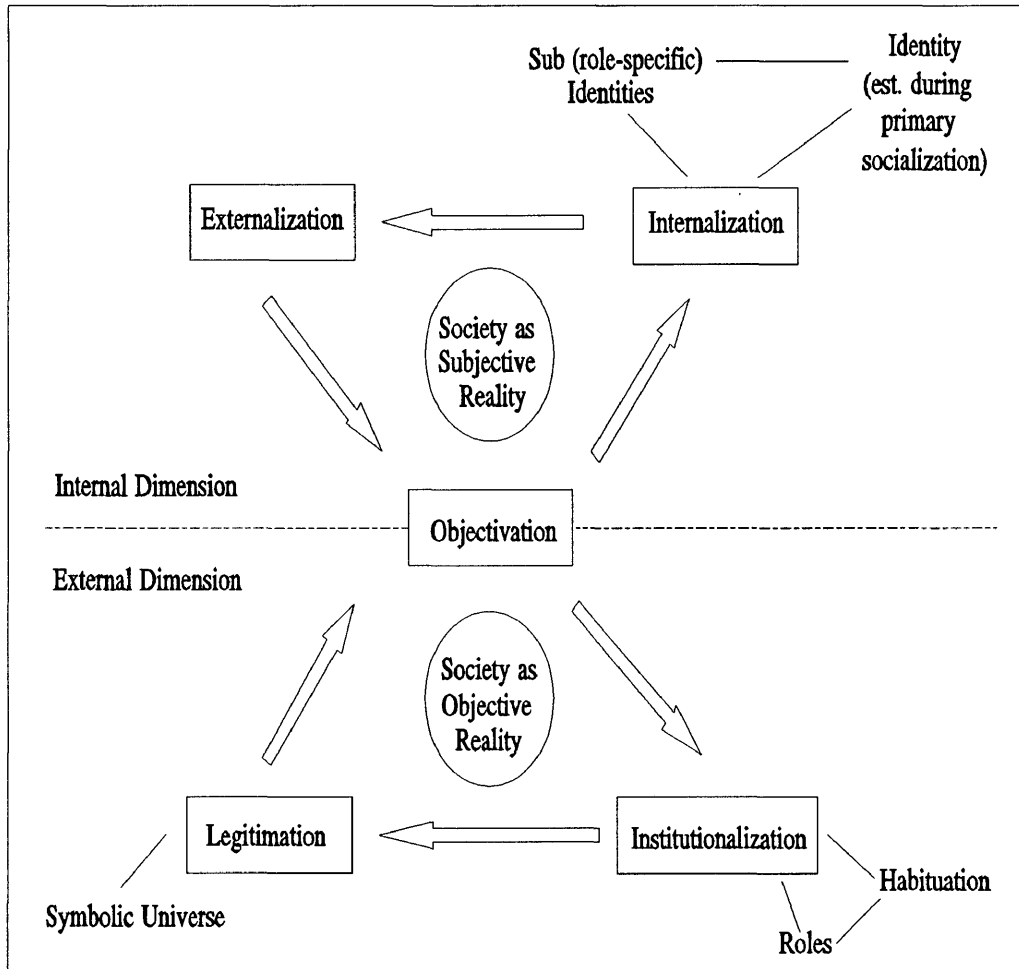 Sub (role-specific)
Identities
Identity
(est. during
primary
socialization)
Externalization
Internalization
Society as
Subjective
Reality
Internal Dimension
Objectivation
External Dimension
Society as
Objective
Reality
Legitimation
Institutionalization
Habituation
Symbolic Universe
Roles